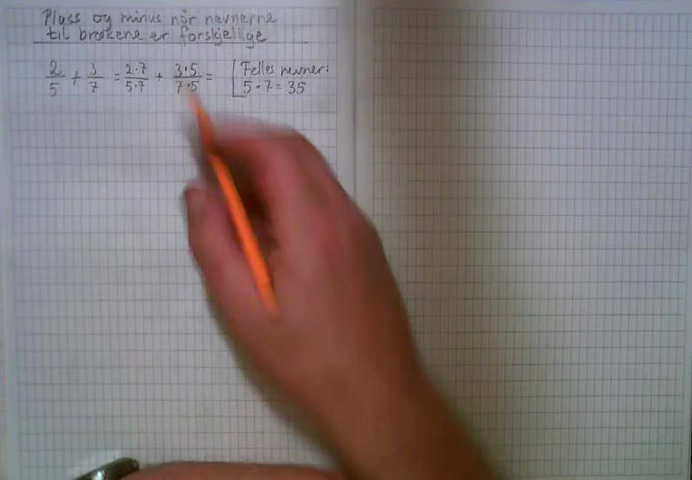 Pluss og minus når nevnerne
til brøkene er forskjellige
2/5 + 3/7 = 2·7/5·7 + 3·5/7·5 =
Felles nevner:
5·7=35